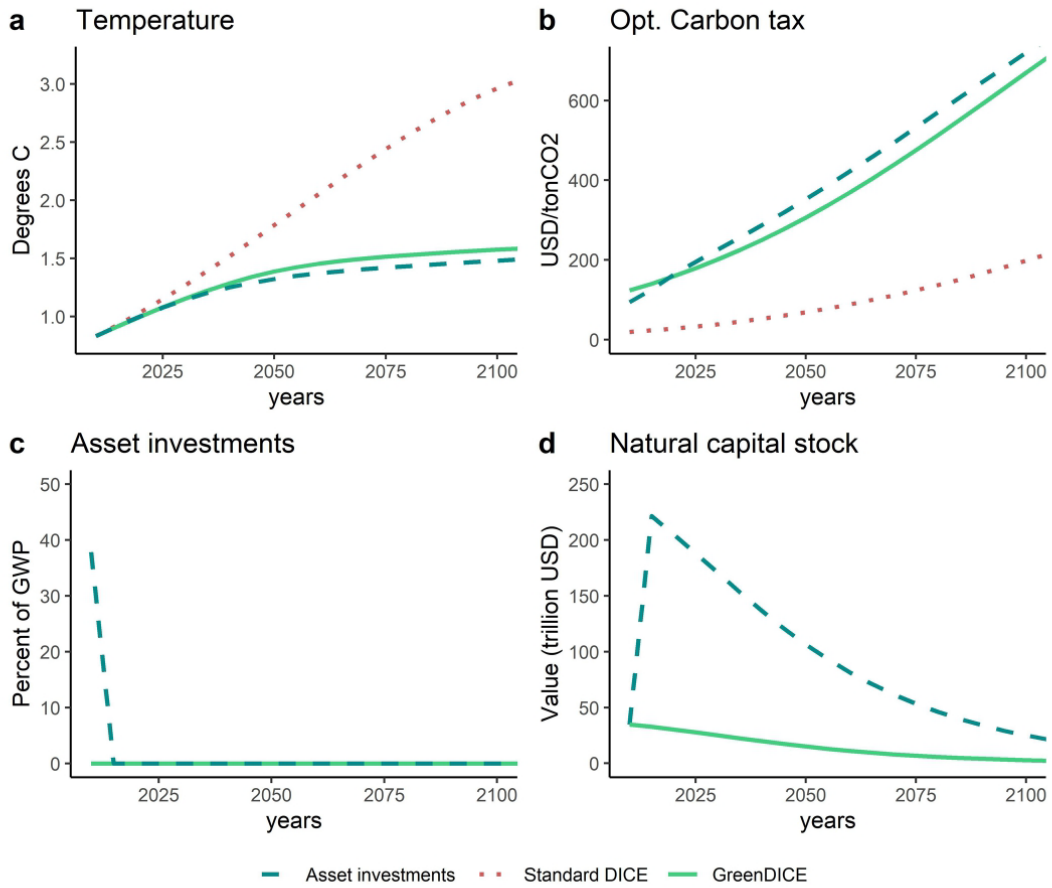 a Temperature
Degrees C
3.0
2.5
2.0
1.5
1.0
2025 2050 2075 2100
years
b Opt. Carbon tax
USD/tonCO2
600
400
200
0
2025 2050 2075 2100
years
c Asset investments
Percent of GWP
50
40
30
20
10
0
2025 2050 2075 2100
years
d Natural capital stock
Value (trillion USD)
250
200
150
100
50
0
2025 2050 2075 2100
years
Asset investments Standard DICE GreenDICE